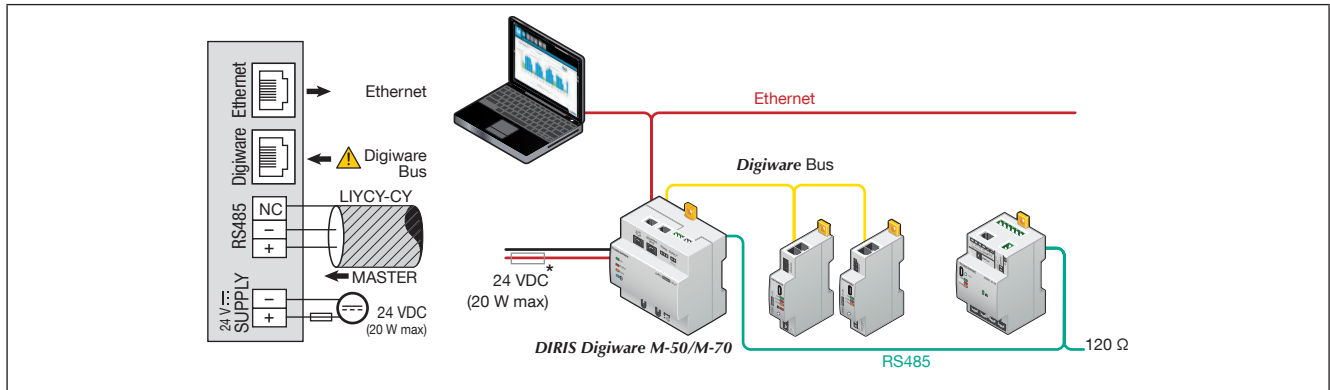 Ethernet
Ethernet
Digiware
Digiware
Bus
RS485
NC
−
+
LIYCY-CY
MASTER
24 V
SUPPLY
−
+
24 VDC
(20 W max)
Ethernet
Digiware Bus
*
24 VDC
(20 W max)
DIRIS Digiware M-50/M-70
RS485
120 Ω